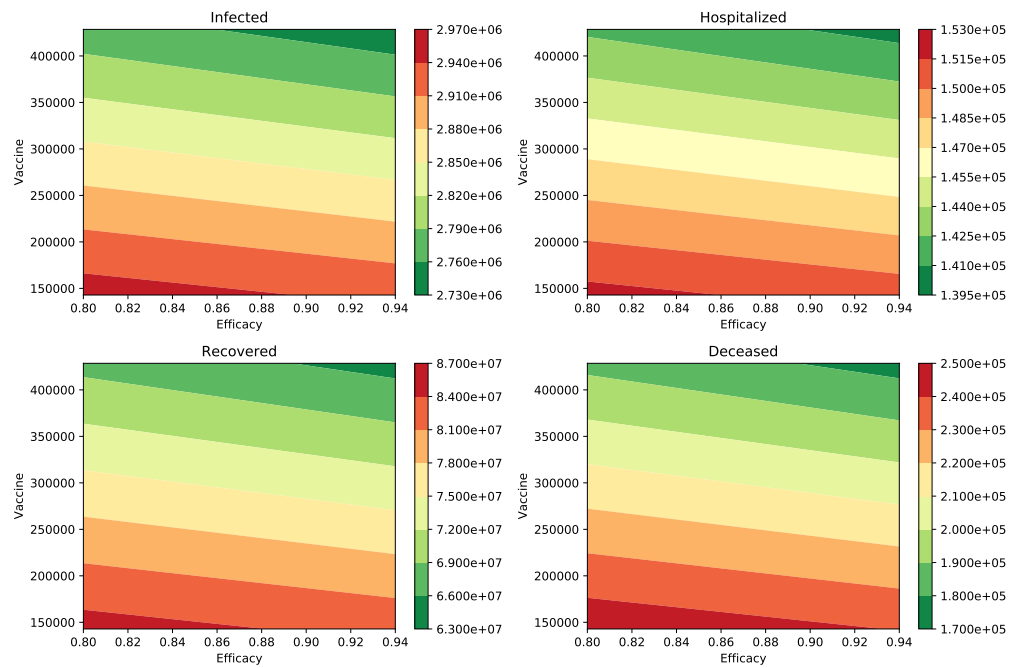 Infected
Vaccine
400000
350000
300000
250000
200000
150000
0.80 0.82 0.84 0.86 0.88 0.90 0.92 0.94
Efficacy
2.970e+06
2.940e+06
2.910e+06
2.880e+06
2.850e+06
2.820e+06
2.790e+06
2.760e+06
2.730e+06
Hospitalized
Vaccine
400000
350000
300000
250000
200000
150000
0.80 0.82 0.84 0.86 0.88 0.90 0.92 0.94
Efficacy
1.530e+05
1.515e+05
1.500e+05
1.485e+05
1.470e+05
1.455e+05
1.440e+05
1.425e+05
1.410e+05
1.395e+05
Recovered
Vaccine
400000
350000
300000
250000
200000
150000
0.80 0.82 0.84 0.86 0.88 0.90 0.92 0.94
Efficacy
8.700e+07
8.400e+07
8.100e+07
7.800e+07
7.500e+07
7.200e+07
6.900e+07
6.600e+07
6.300e+07
Deceased
Vaccine
400000
350000
300000
250000
200000
150000
0.80 0.82 0.84 0.86 0.88 0.90 0.92 0.94
Efficacy
2.500e+05
2.400e+05
2.300e+05
2.200e+05
2.100e+05
2.000e+05
1.900e+05
1.800e+05
1.700e+05